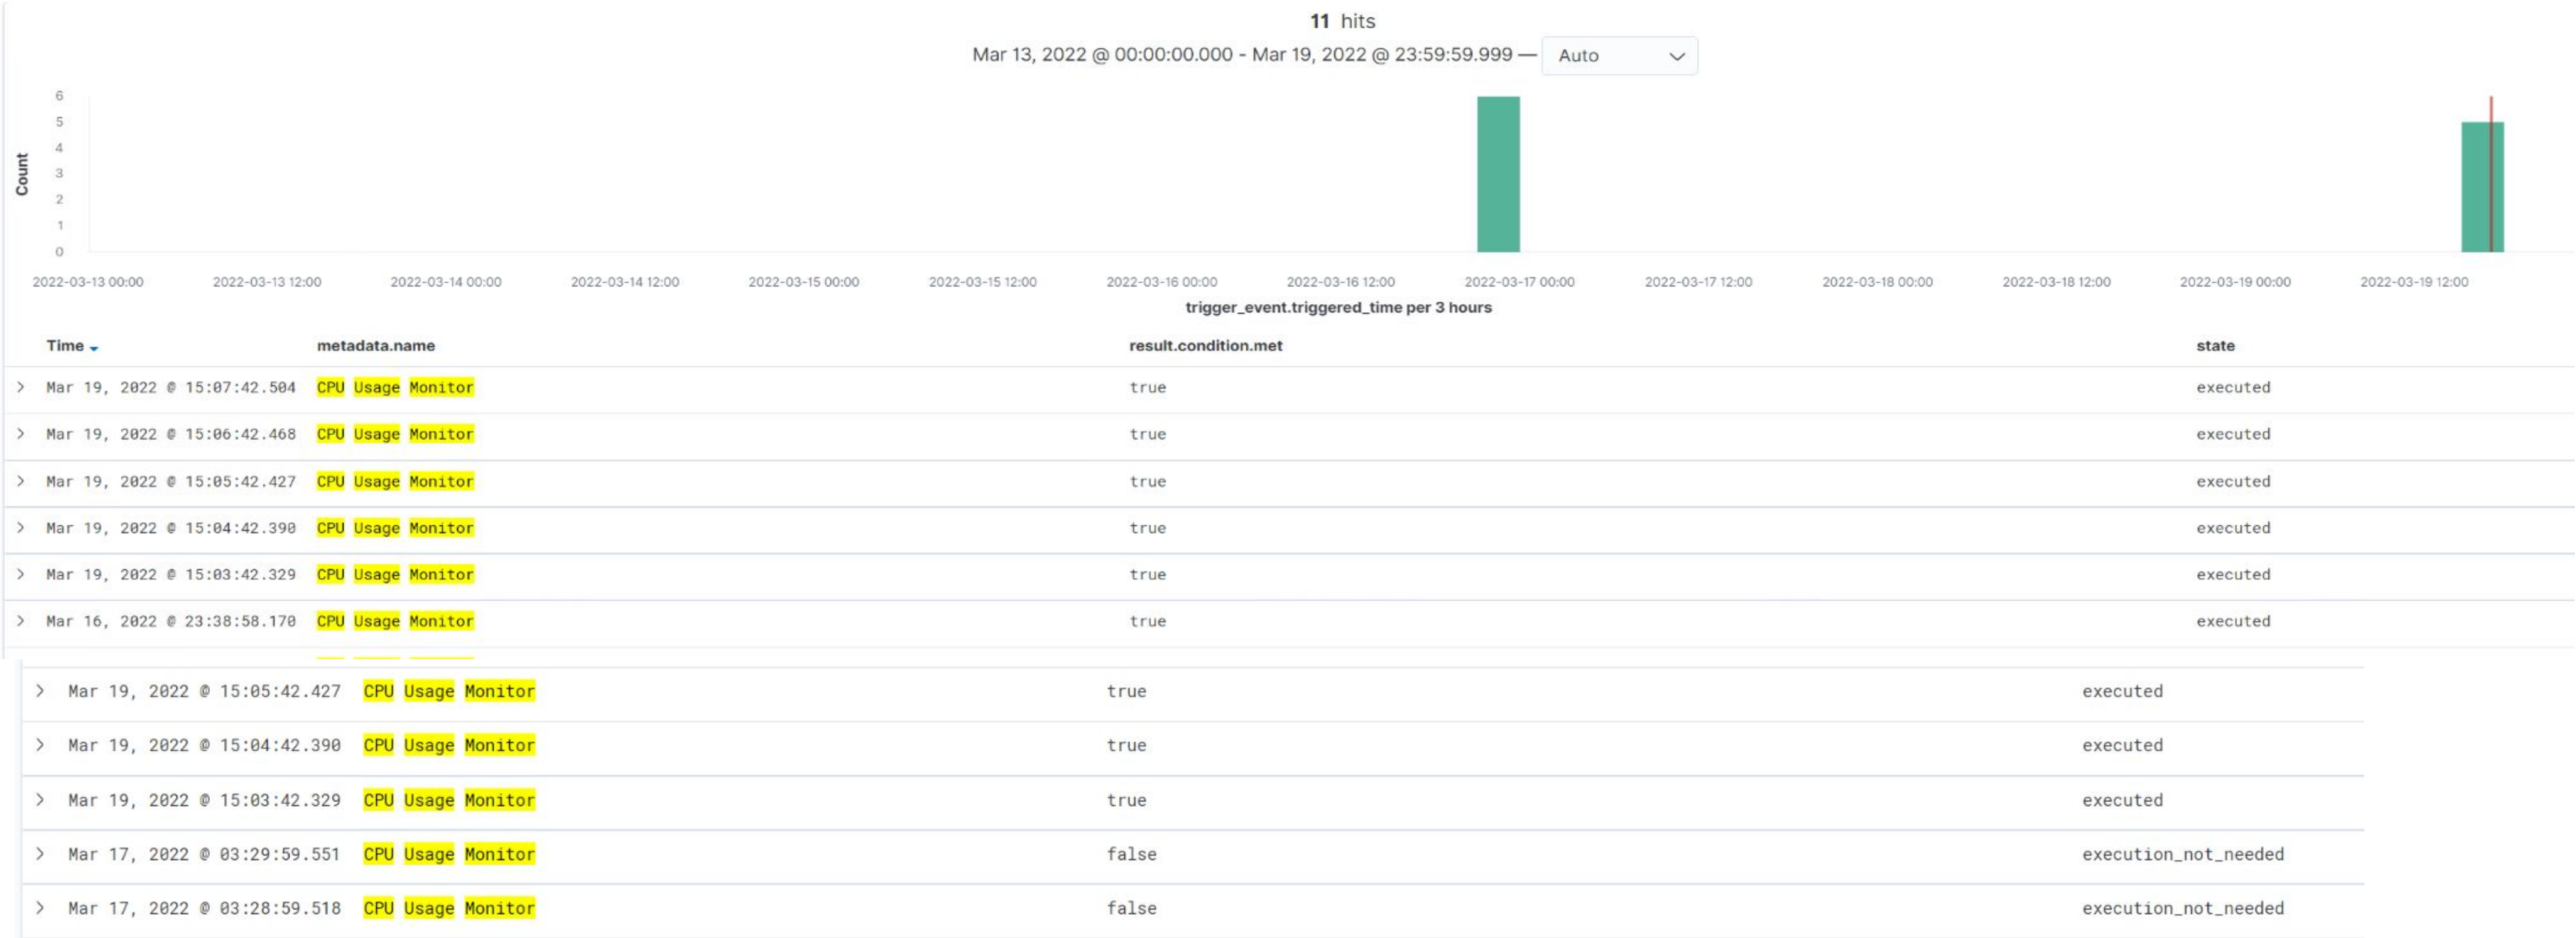 11 hits
Mar 13, 2022 @ 00:00:00.000 - Mar 19, 2022 @ 23:59:59.999 — Auto
6
5
4
3
2
1
0
Count
2022-03-13 00:00 2022-03-13 12:00 2022-03-14 00:00 2022-03-14 12:00 2022-03-15 00:00 2022-03-15 12:00 2022-03-16 00:00 2022-03-16 12:00 2022-03-17 00:00 2022-03-17 12:00 2022-03-18 00:00 2022-03-18 12:00 2022-03-19 00:00 2022-03-19 12:00
trigger_event.triggered_time per 3 hours
Time metadata.name result.condition.met state
Mar 19, 2022 @ 15:07:42.504 CPU Usage Monitor true executed
Mar 19, 2022 @ 15:06:42.468 CPU Usage Monitor true executed
Mar 19, 2022 @ 15:05:42.427 CPU Usage Monitor true executed
Mar 19, 2022 @ 15:04:42.390 CPU Usage Monitor true executed
Mar 19, 2022 @ 15:03:42.329 CPU Usage Monitor true executed
Mar 16, 2022 @ 23:38:58.170 CPU Usage Monitor true executed
Mar 19, 2022 @ 15:05:42.427 CPU Usage Monitor true executed
Mar 19, 2022 @ 15:04:42.390 CPU Usage Monitor true executed
Mar 19, 2022 @ 15:03:42.329 CPU Usage Monitor true executed
Mar 17, 2022 @ 03:29:59.551 CPU Usage Monitor false execution_not_needed
Mar 17, 2022 @ 03:28:59.518 CPU Usage Monitor false execution_not_needed